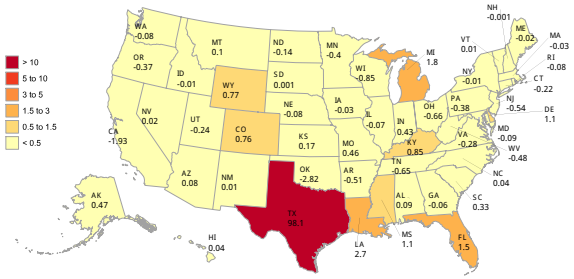 > 10
5 to 10
3 to 5
1.5 to 3
0.5 to 1.5
< 0.5
WA
-0.08
OR
-0.37
CA
-1.93
NV
0.02
ID
-0.01
MT
0.1
WY
0.77
UT
-0.24
CO
0.76
AZ
0.08
NM
0.01
ND
-0.14
SD
0.001
NE
-0.08
KS
0.17
OK
-2.82
TX
98.1
MN
-0.4
IA
-0.03
MO
0.46
AR
-0.51
LA
2.7
WI
-0.85
IL
-0.07
MI
1.8
IN
0.43
OH
-0.66
KY
0.85
TN
-0.65
MS
1.1
AL
0.09
GA
-0.06
FL
1.5
SC
0.33
NC
0.04
VA
-0.28
WV
-0.48
MD
-0.09
DE
1.1
PA
-0.38
NJ
-0.54
NY
-0.01
CT
-0.22
RI
-0.08
MA
-0.03
VT
0.01
NH
-0.001
ME
-0.02
AK
0.47
HI
0.04